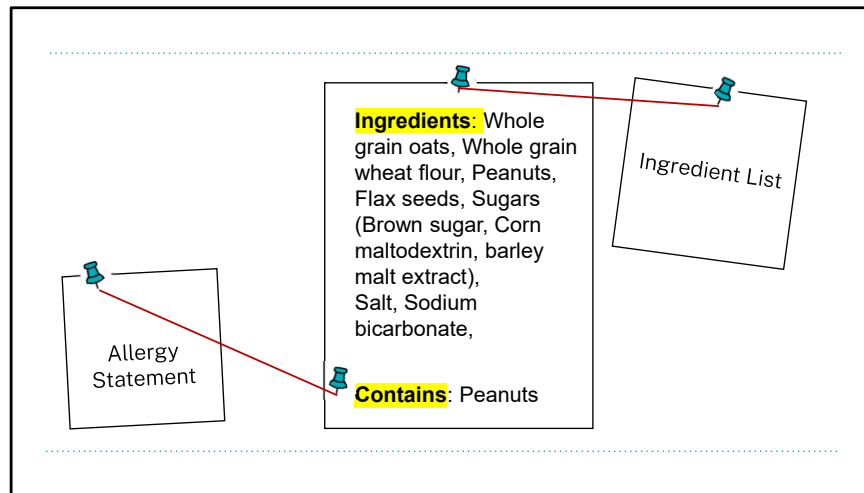 Ingredients: Whole
grain oats, Whole grain
wheat flour, Peanuts,
Flax seeds, Sugars
(Brown sugar, Corn
maltodextrin, barley
malt extract),
Salt, Sodium
bicarbonate,
Contains: Peanuts
Ingredient List
Allergy
Statement